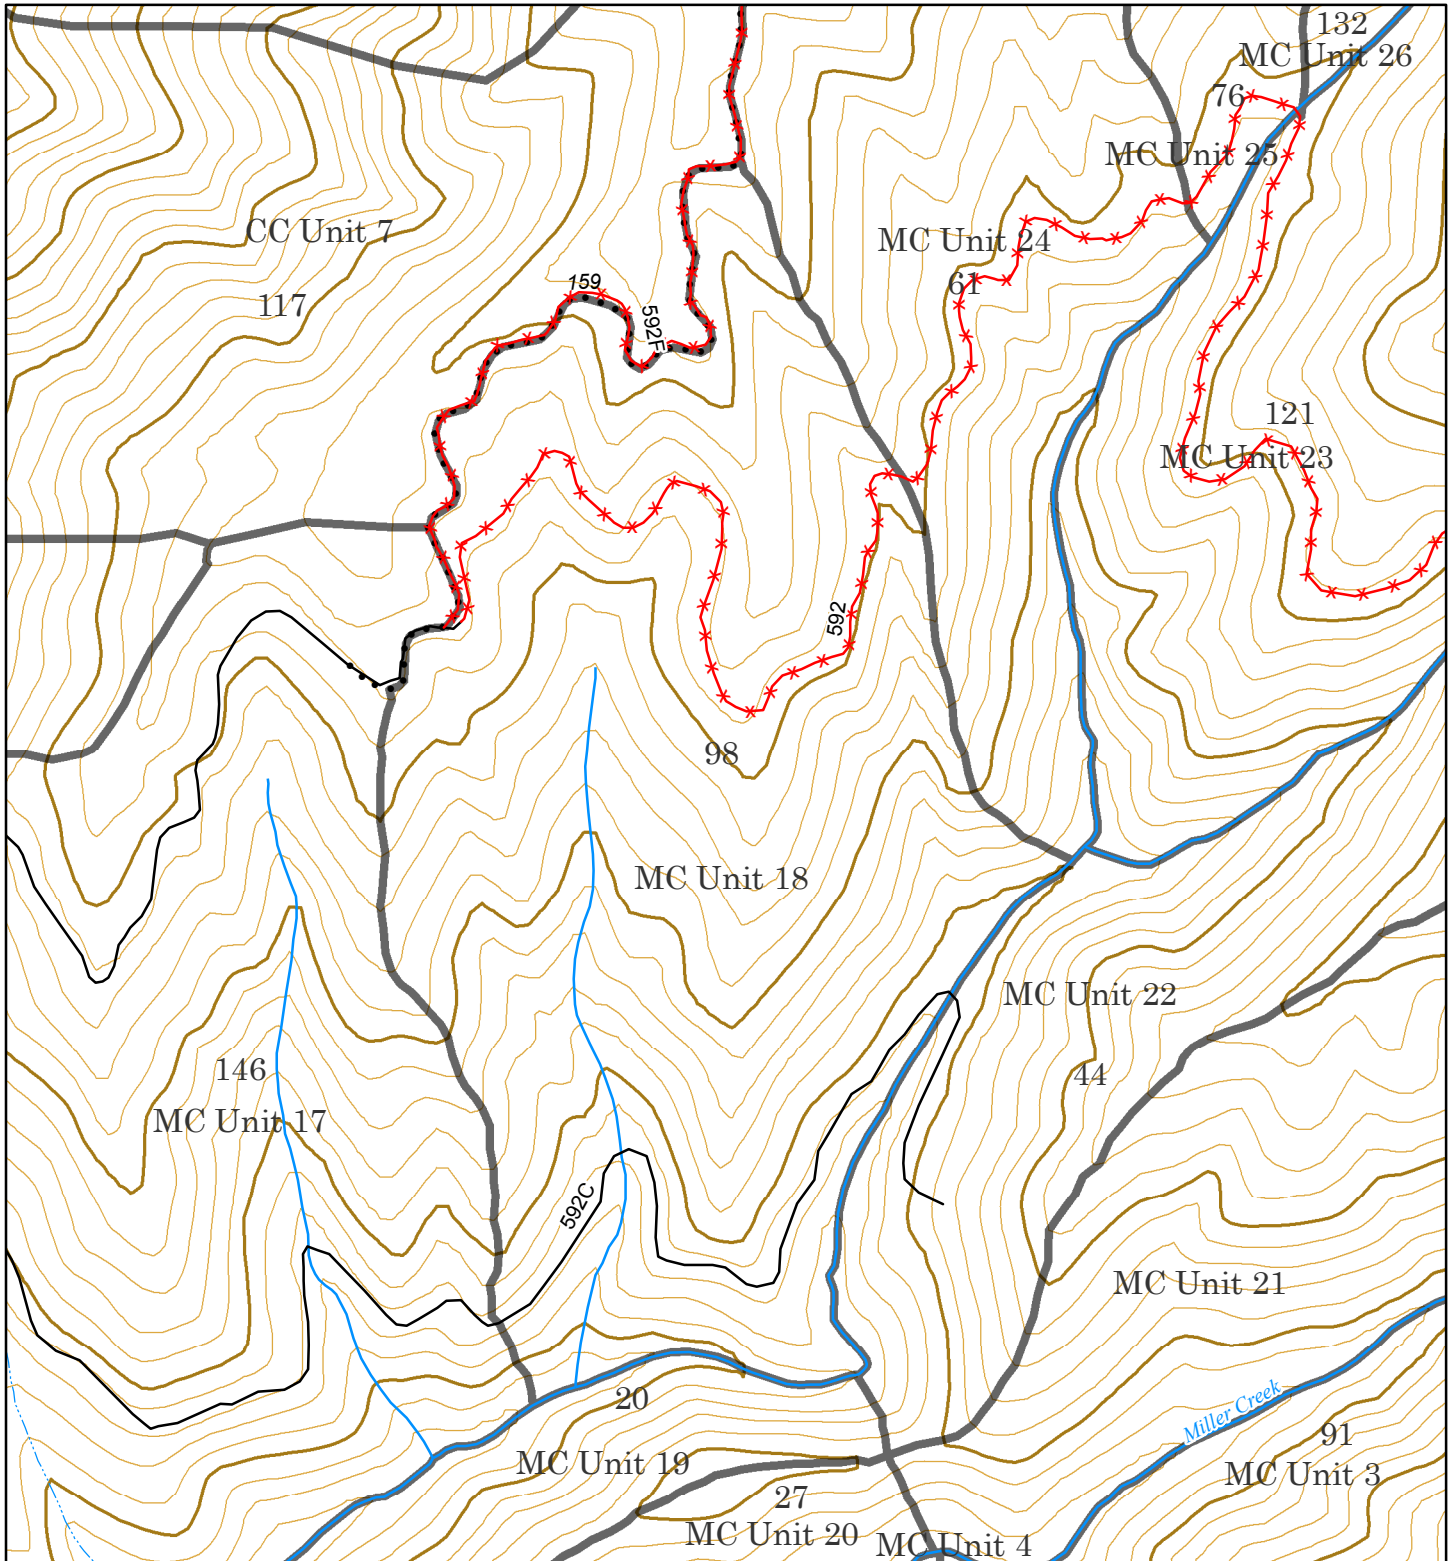 132
MC Unit 26
76
MC Unit 25
CC Unit 7
MC Unit 24
159
61
117
592F
121
MC Unit 23
592
98
MC Unit 18
MC Unit 22
146
44
MC Unit 17
592C
MC Unit 21
20
Miller Creek
91
MC Unit 19
MC Unit 3
27
MC Unit 20
MC Unit 4